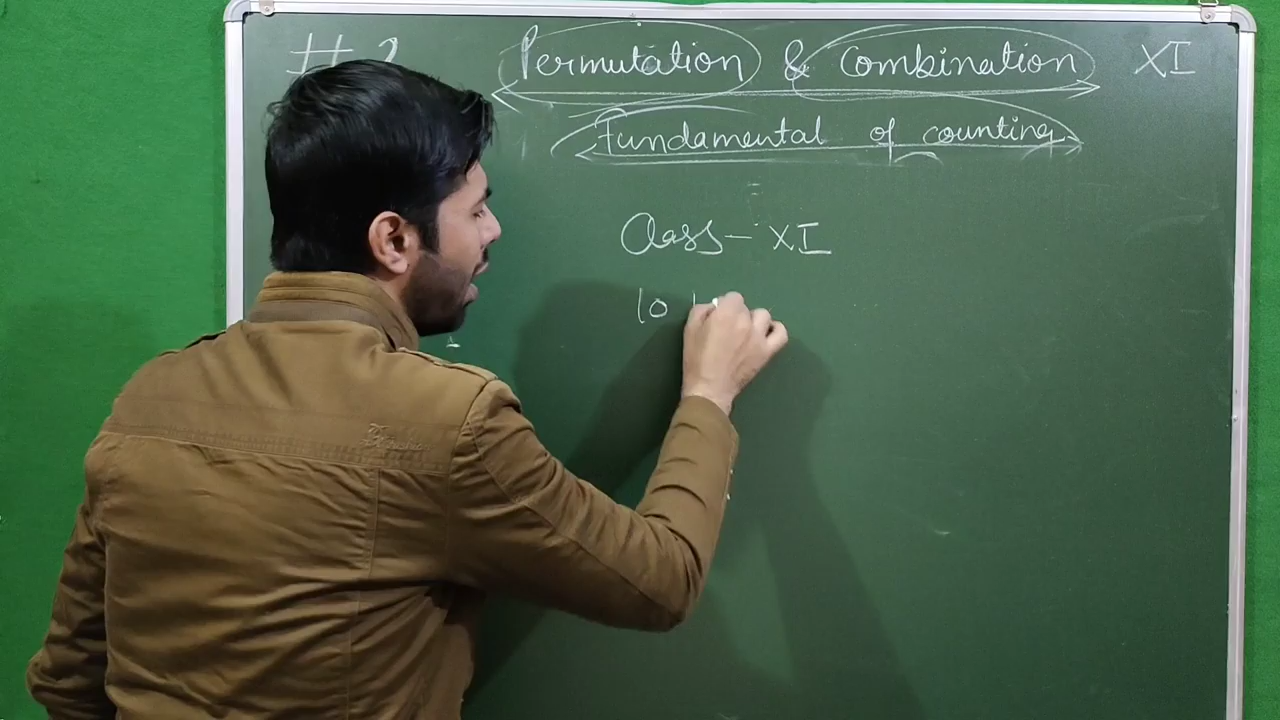 # 2 Permutation & Combination XI
Fundamental of counting
Class - XI
10